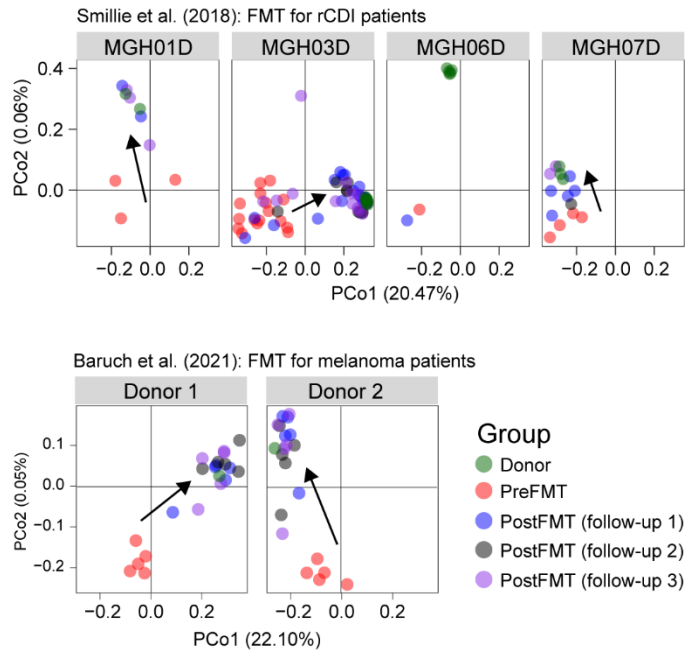 Smillie et al. (2018): FMT for rCDI patients
MGH01D MGH03D MGH06D MGH07D
PCo2 (0.06%)
0.4
0.2
0.0
−0.2 0.0 0.2 −0.2 0.0 0.2 −0.2 0.0 0.2 −0.2 0.0 0.2
PCo1 (20.47%)
Baruch et al. (2021): FMT for melanoma patients
Donor 1 Donor 2
PCo2 (0.05%)
0.1
0.0
−0.1
−0.2
−0.2 0.0 0.2 −0.2 0.0 0.2
PCo1 (22.10%)
Group
Donor
PreFMT
PostFMT (follow-up 1)
PostFMT (follow-up 2)
PostFMT (follow-up 3)